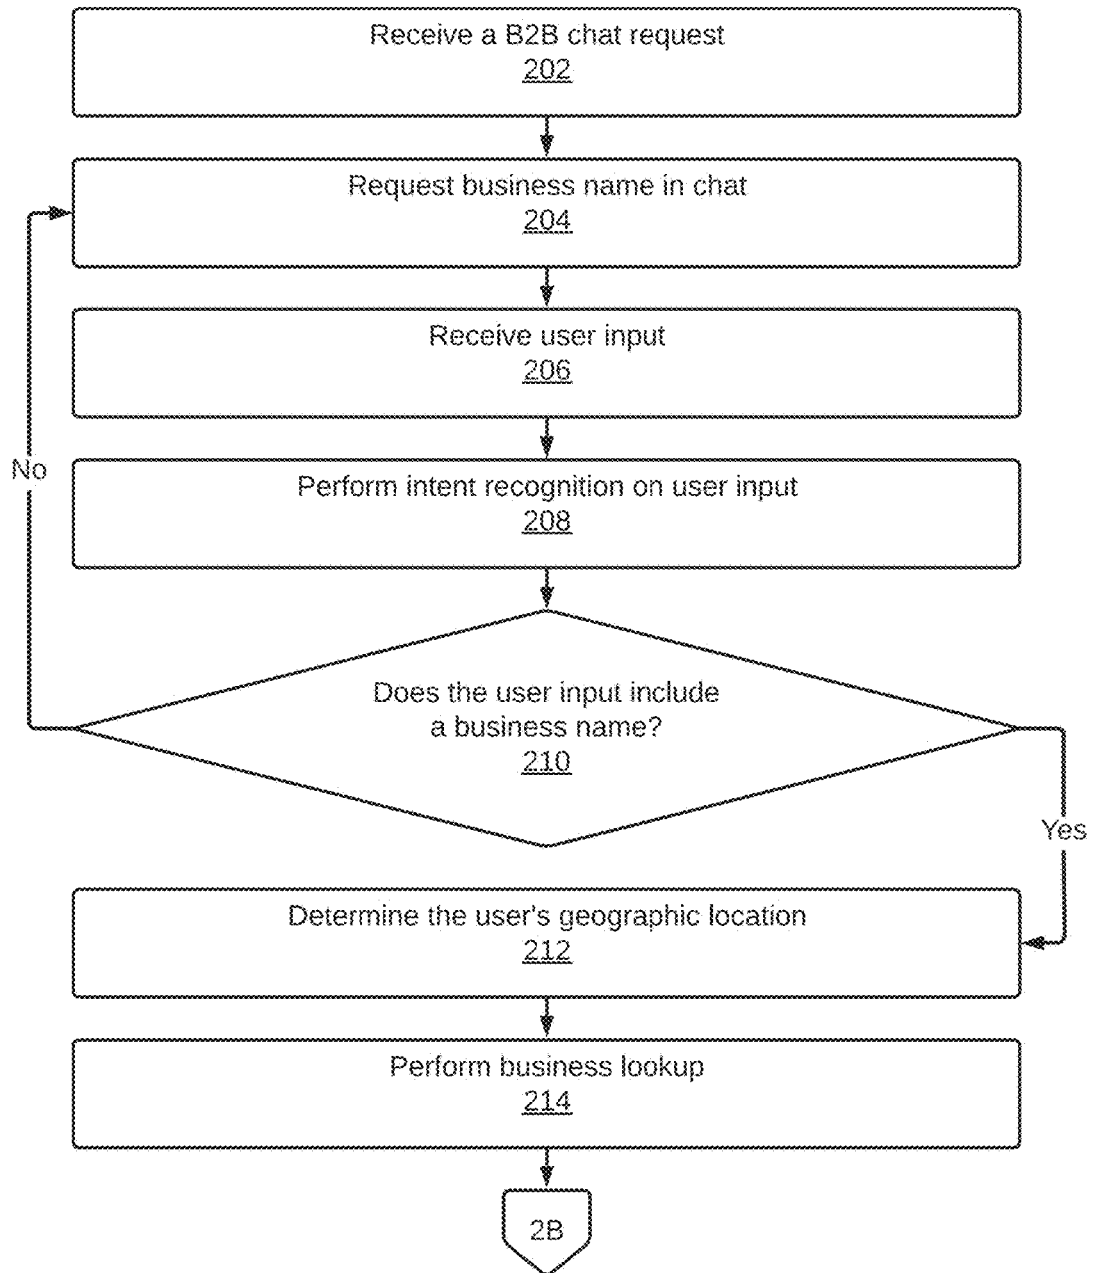 Receive a B2B chat request
202
Request business name in chat
204
Receive user input
206
No
Perform intent recognition on user input
208
Does the user input include
a business name?
210
Yes
Determine the user's geographic location
212
Perform business lookup
214
2B